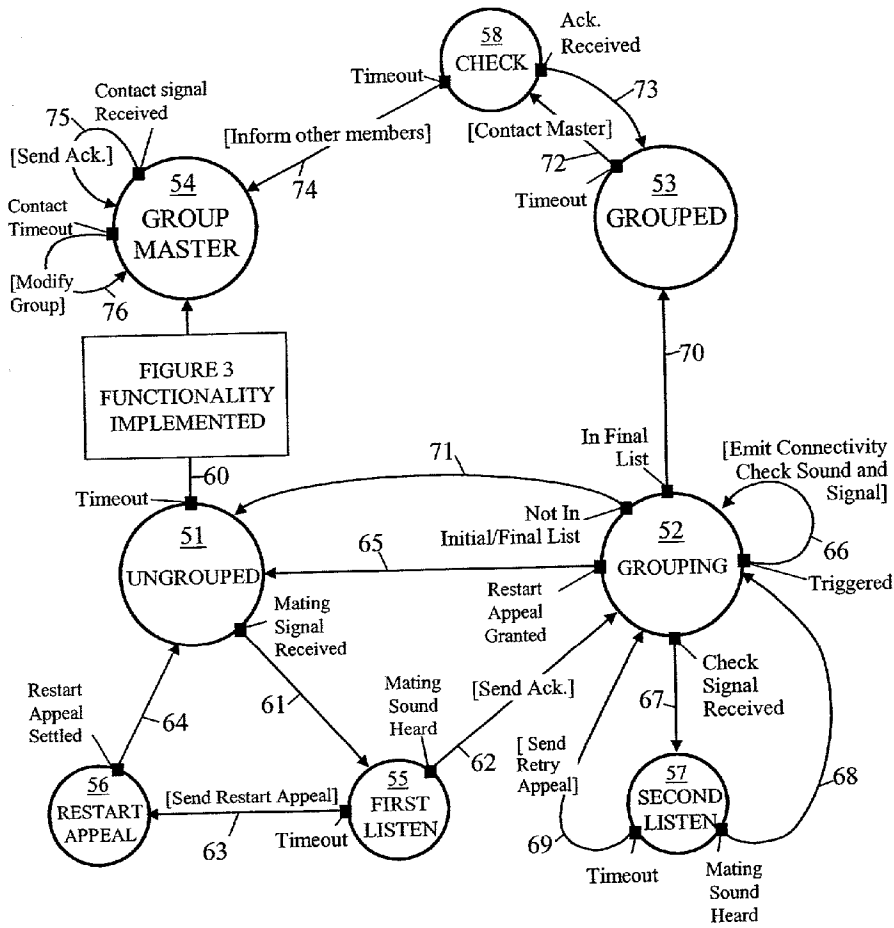 58
CHECK
Ack.
Received
Timeout
73
[Contact Master]
72
Timeout
53
GROUPED
[Inform other members]
74
75
Contact signal
Received
[Send Ack.]
54
GROUP
MASTER
Contact
Timeout
[Modify
Group]
76
FIGURE 3
FUNCTIONALITY
IMPLEMENTED
60
Timeout
70
In Final
List
[Emit Connectivity
Check Sound and
Signal]
71
Not In
Initial/Final List
51
UNGROUPED
65
52
GROUPING
66
Triggered
Restart
Appeal
Granted
Mating
Signal
Received
Check
Signal
Received
Restart
Appeal
Settled
64
61
Mating
Sound
Heard
[Send Ack.]
62
67
68
[ Send
Retry
Appeal]
56
RESTART
APPEAL
[Send Restart Appeal]
63
Timeout
55
FIRST
LISTEN
57
SECOND
LISTEN
69
Timeout
Mating
Sound
Heard